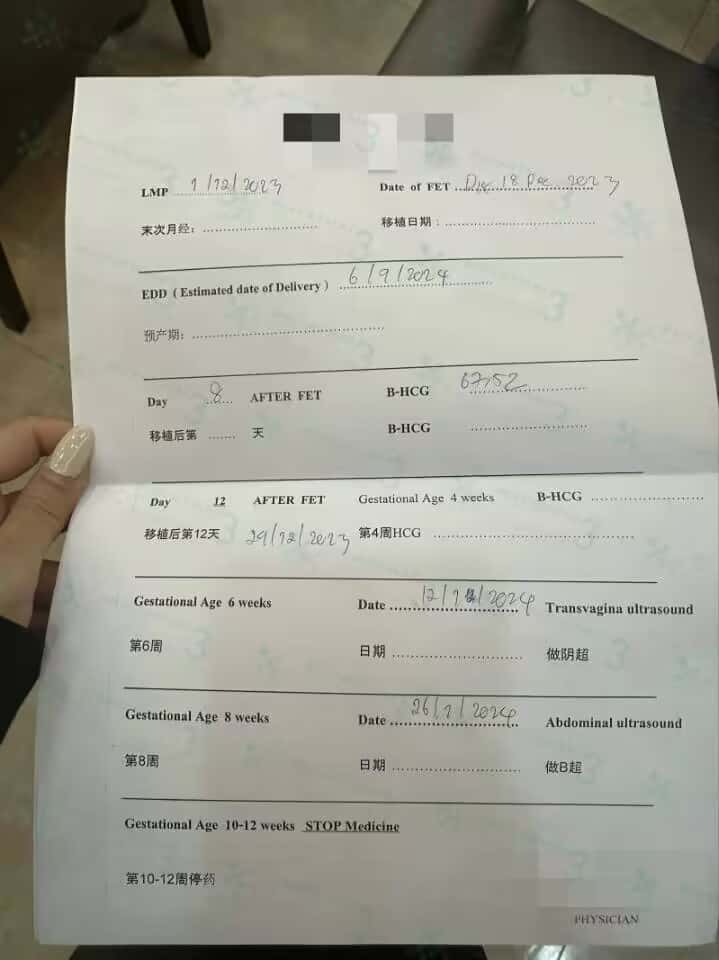 LMP 1/12/2023 Date of FET 18 Dec 2023
末次月经：.......................... 移植日期：..........................
EDD ( Estimated date of Delivery ) 6/9/2024
预产期：..........................
Day 8 AFTER FET B-HCG 67.52
移植后第 ....... 天 B-HCG ..........................
Day 12 AFTER FET Gestational Age 4 weeks B-HCG ..........................
移植后第12天 29/12/2023 第4周HCG ..........................
Gestational Age 6 weeks Date 12/1/2024 Transvagina ultrasound
第6周 日期 .......................... 做阴超
Gestational Age 8 weeks Date 26/1/2024 Abdominal ultrasound
第8周 日期 .......................... 做B超
Gestational Age 10-12 weeks STOP Medicine
第10-12周停药
PHYSICIAN